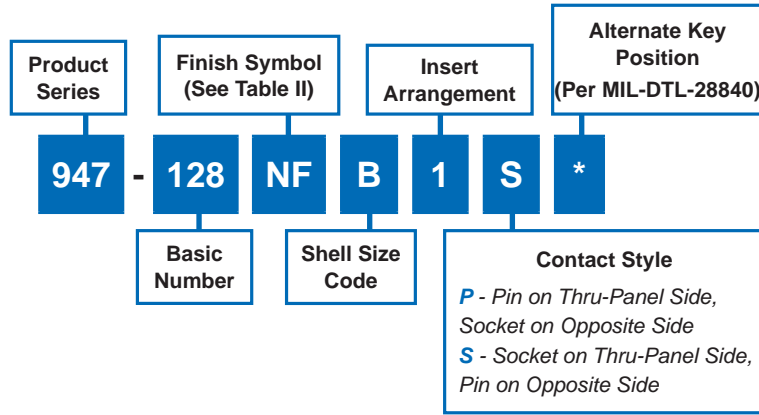 Product
Series
Finish Symbol
(See Table II)
Insert
Arrangement
Alternate Key
Position
(Per MIL-DTL-28840)
947 - 128 NF B 1 S *
Basic
Number
Shell Size
Code
Contact Style
P - Pin on Thru-Panel Side,
Socket on Opposite Side
S - Socket on Thru-Panel Side,
Pin on Opposite Side